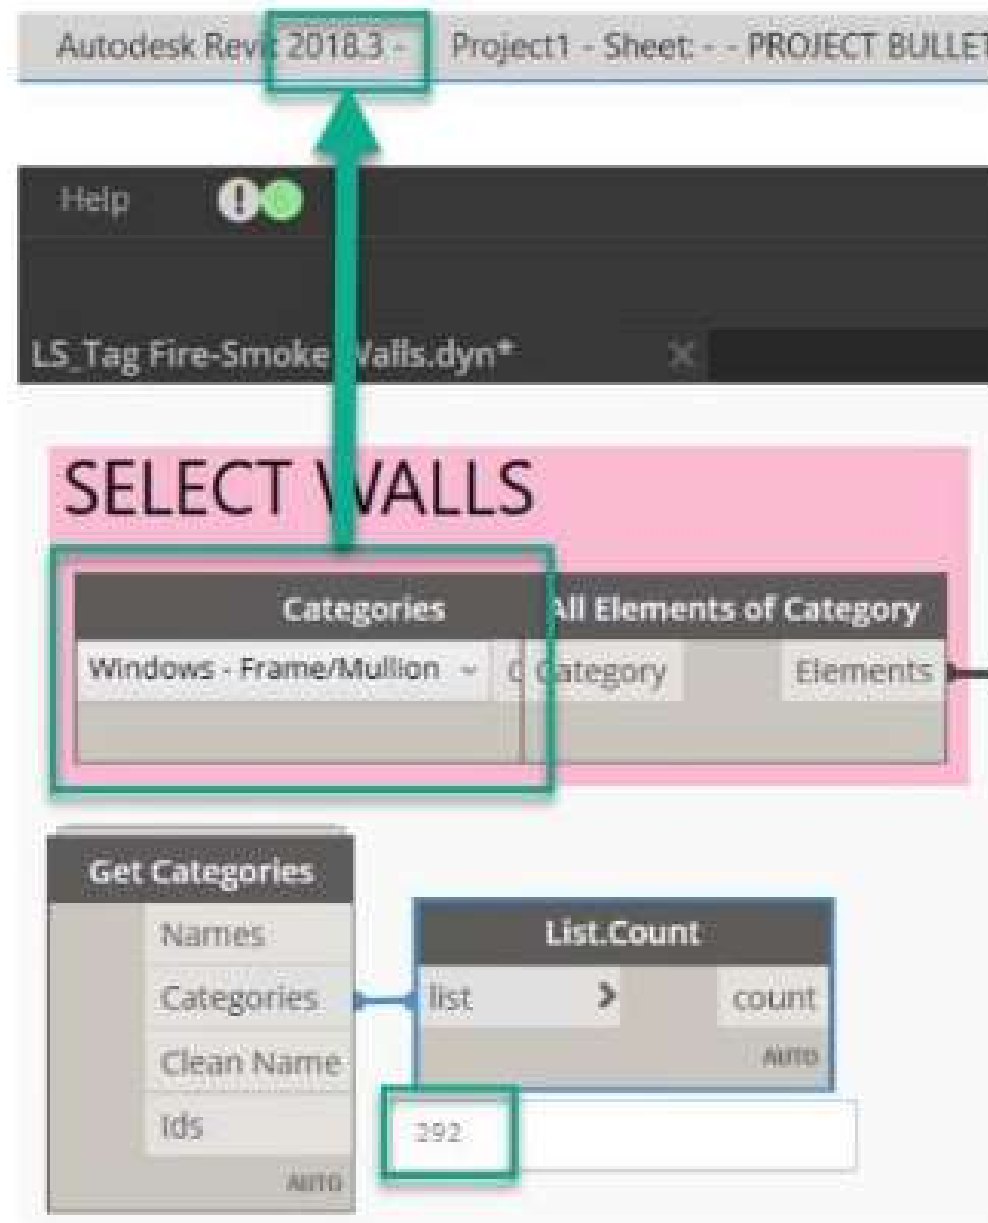 Autodesk Revit 2018.3 - Project1 - Sheet: - - PROJECT BULLET
Help
LS_Tag Fire-Smoke Walls.dyn*
SELECT WALLS
Categories
All Elements of Category
Windows - Frame/Mullion
Category
Elements
Get Categories
Names
Categories
Clean Name
Ids
AUTO
List.Count
list > count
AUTO
292